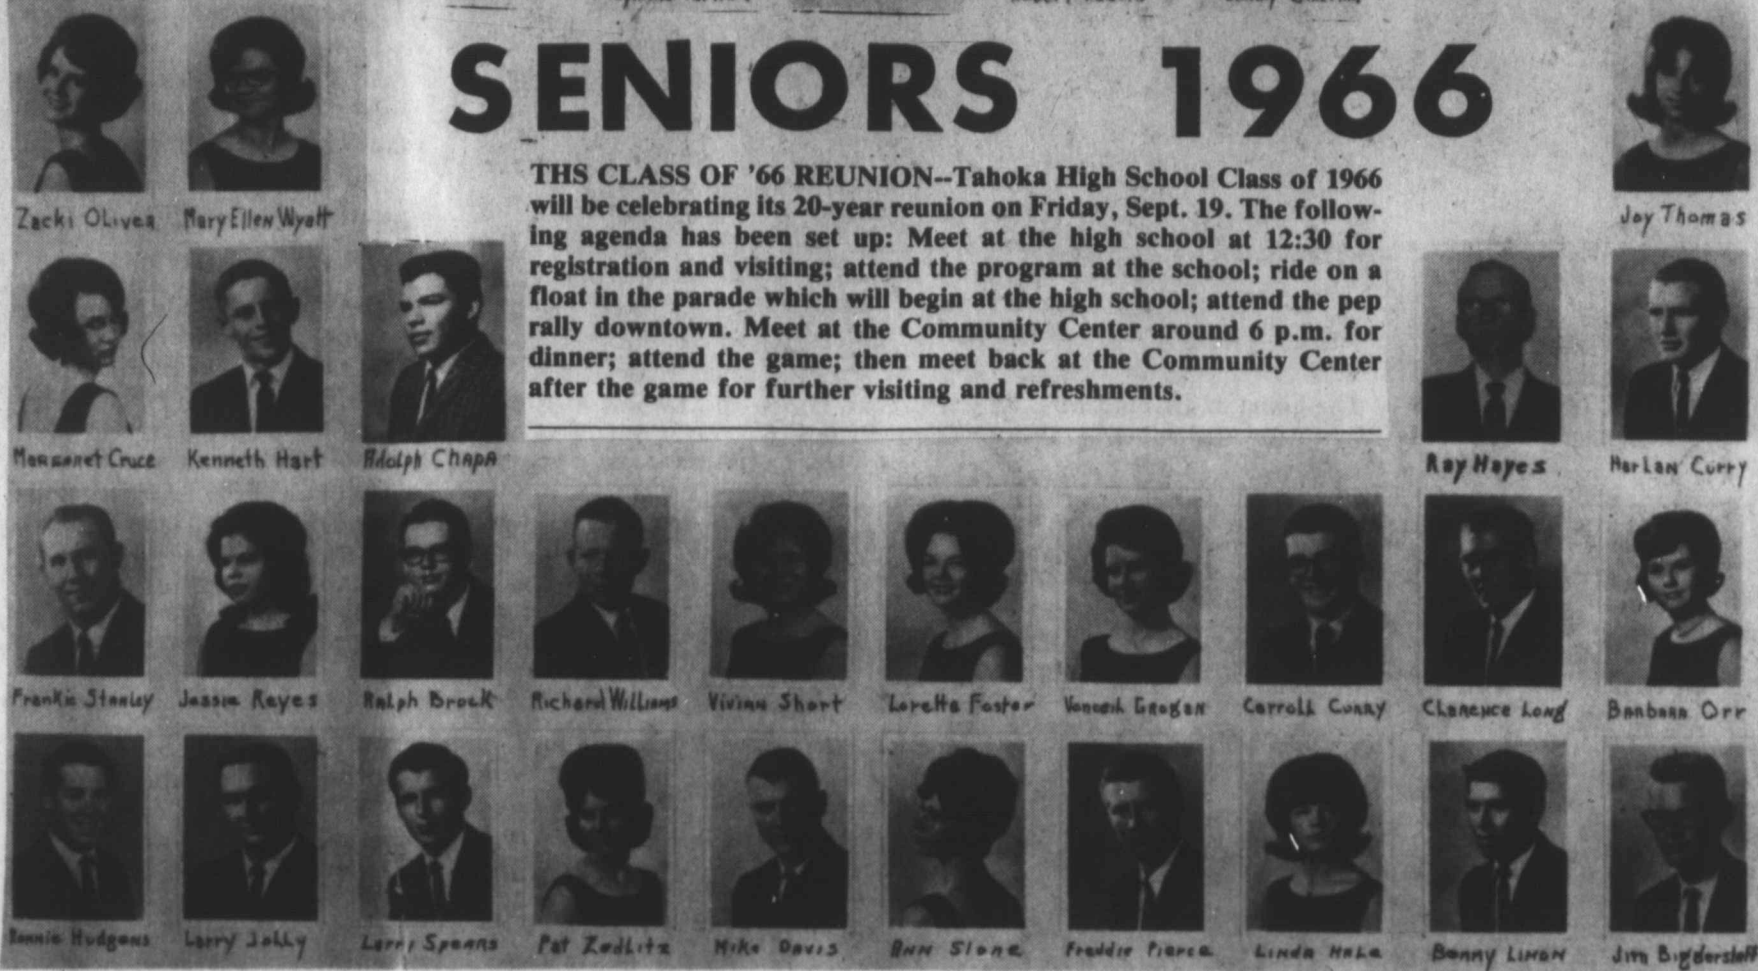 SENIORS 1966
THS CLASS OF '66 REUNION--Tahoka High School Class of 1966
will be celebrating its 20-year reunion on Friday, Sept. 19. The follow-
ing agenda has been set up: Meet at the high school at 12:30 for
registration and visiting; attend the program at the school; ride on a
float in the parade which will begin at the high school; attend the pep
rally downtown. Meet at the Community Center around 6 p.m. for
dinner; attend the game; then meet back at the Community Center
after the game for further visiting and refreshments.
Zacki Oliver Mary Ellen Wyatt Joy Thomas
Margaret Cruce Kenneth Hart Adolph Chapa Ray Hayes Harlan Curry
Frankie Stanley Jessie Reyes Ralph Brock Richard Williams Vivian Short Loretta Foster Grogan Carroll Curry Clarence Long Barbara Orr
Ronnie Hudgens Larry Jolly Larry Spears Pat Zedlitz Mike Davis Ann Slone Freddie Pierce Linda Hale Benny Limon Jim Biggerstaff